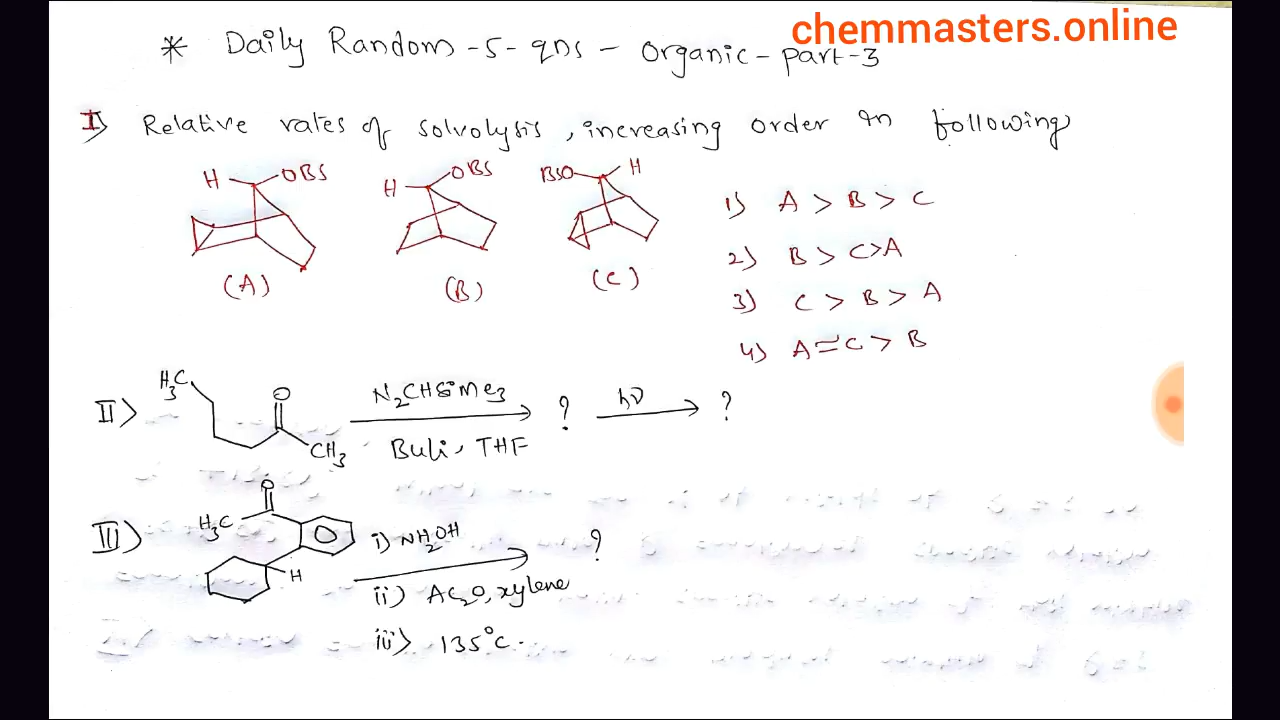 chemmasters.online
* Daily Random -5- qns - organic - part-3
I) Relative rates of solvolysis, increasing order in following
H OBS H OBS BSO H
(A) (B) (C)
1) A > B > C
2) B > C>A
3) C > B > A
4) A ≃ C > B
II) H3C O CH3 N2CHSiMe3 ? hν ?
BuLi, THF
III) H3C O H i) NH2OH ?
ii) AC2O, xylene
iii) 135°C.